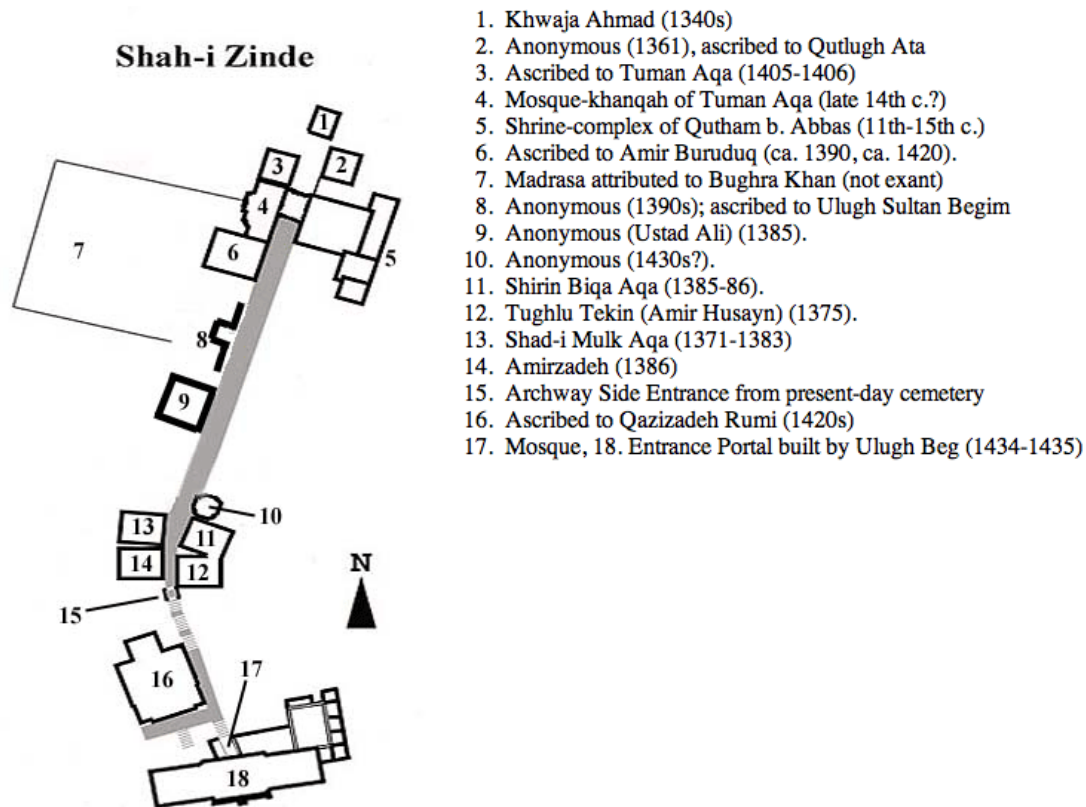 Shah-i Zinde
1. Khwaja Ahmad (1340s)
2. Anonymous (1361), ascribed to Qutlugh Ata
3. Ascribed to Tuman Aqa (1405-1406)
4. Mosque-khanqah of Tuman Aqa (late 14th c.?)
5. Shrine-complex of Qutham b. Abbas (11th-15th c.)
6. Ascribed to Amir Buruduq (ca. 1390, ca. 1420).
7. Madrasa attributed to Bughra Khan (not exant)
8. Anonymous (1390s); ascribed to Ulugh Sultan Begim
9. Anonymous (Ustad Ali) (1385).
10. Anonymous (1430s?).
11. Shirin Biqa Aqa (1385-86).
12. Tughlu Tekin (Amir Husayn) (1375).
13. Shad-i Mulk Aqa (1371-1383)
14. Amirzadeh (1386)
15. Archway Side Entrance from present-day cemetery
16. Ascribed to Qazizadeh Rumi (1420s)
17. Mosque, 18. Entrance Portal built by Ulugh Beg (1434-1435)
1
2
3
4
5
6
7
8
9
10
11
12
13
14
N
15
16
17
18